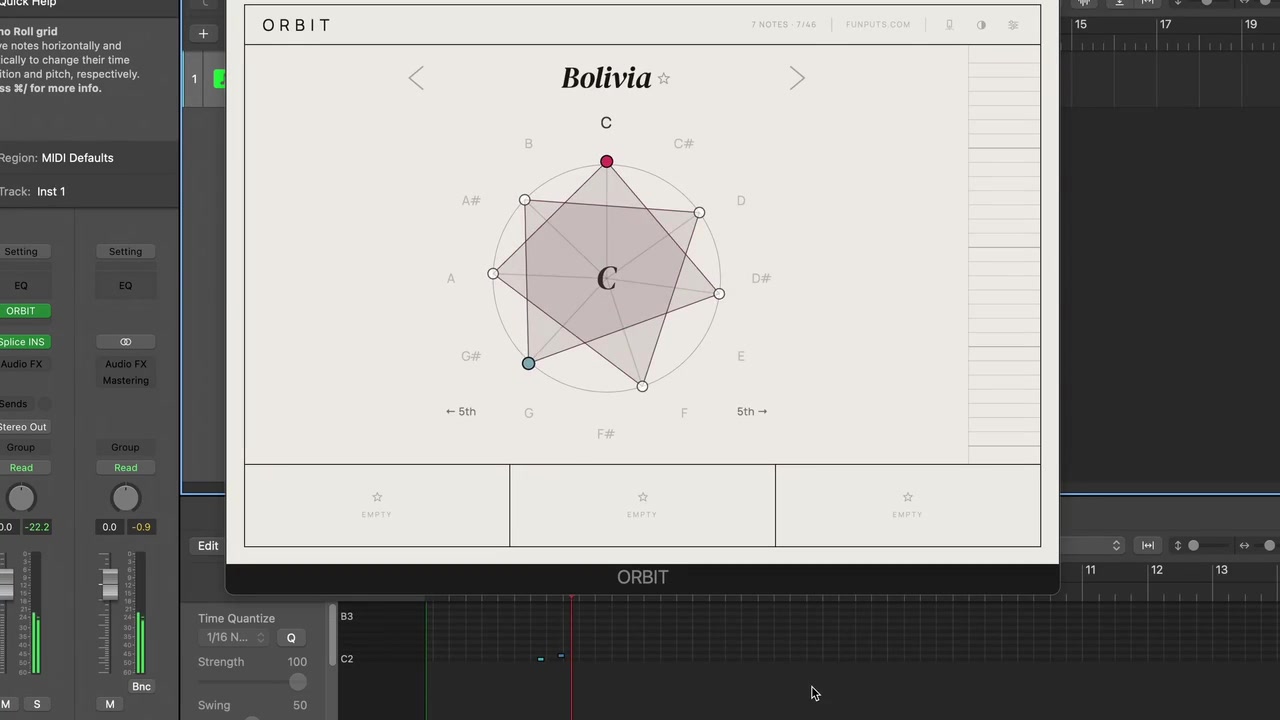 no Roll grid
ve notes horizontally and
ically to change their time
ition and pitch, respectively.
ss ⌘/ for more info.
Region: MIDI Defaults
Track: Inst 1
Setting
Setting
EQ
EQ
ORBIT
Splice INS
Audio FX
Audio FX
Mastering
Sends
Stereo Out
Group
Group
Read
Read
0.0 -22.2
0.0 -0.9
Bnc
M S
M
+
1
ORBIT
7 NOTES · 7/46
FUNPUTS.COM
Bolivia
C
B
C#
A#
D
A
C
D#
G#
E
← 5th
G
F
5th →
F#
EMPTY
EMPTY
EMPTY
ORBIT
15 17 19
Edit
11 12 13
Time Quantize
1/16 N... Q
Strength 100
Swing 50
B3
C2